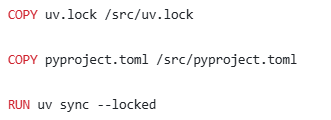 COPY uv.lock /src/uv.lock
COPY pyproject.toml /src/pyproject.toml
RUN uv sync --locked